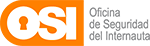 OSI
Oficina
de Seguridad
del Internauta